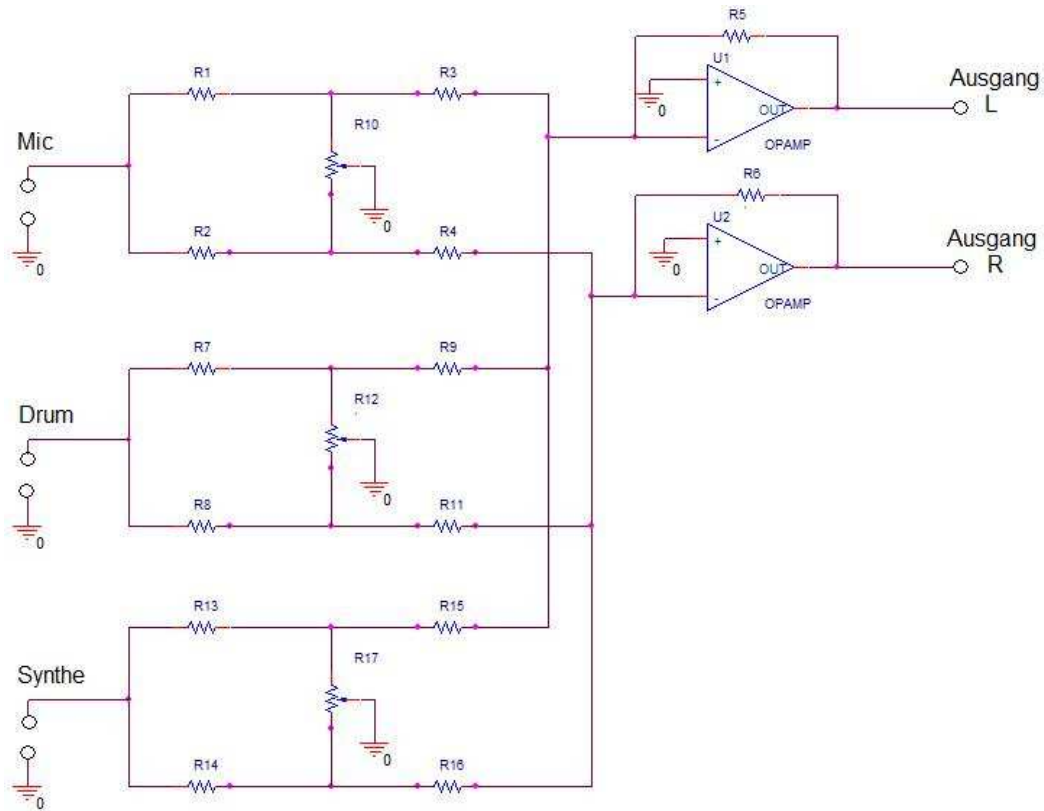 R5
U1
+
OUT
-
OPAMP
0
Ausgang
L
R1
R3
R10
Mic
0
R2
R4
0
R6
U2
+
OUT
-
OPAMP
0
Ausgang
R
R7
R9
R12
Drum
0
R8
R11
0
R13
R15
R17
Synthe
0
R14
R16
0